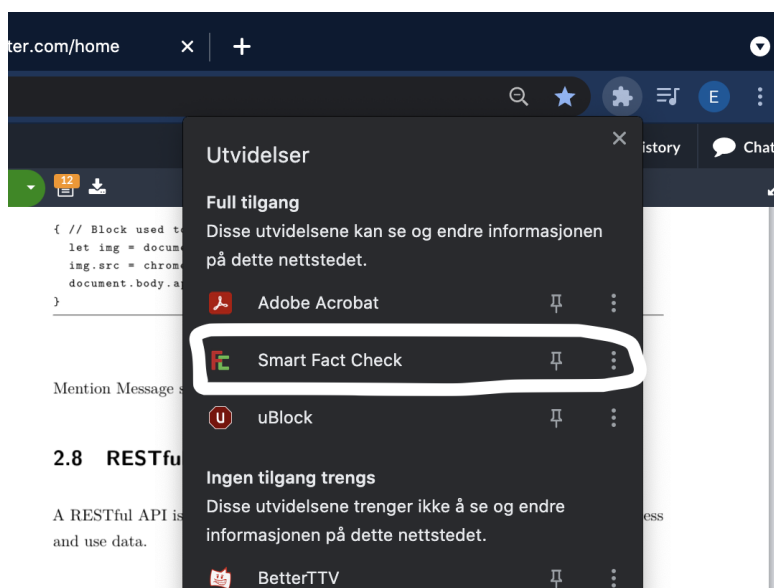 ter.com/home
E
Utvidelser
istory
Chat
12
Full tilgang
Disse utvidelsene kan se og endre informasjonen
på dette nettstedet.
{ // Block used to
let img = docum
img.src = chrom
document.body.a
}
Adobe Acrobat
Smart Fact Check
Mention Message s
uBlock
2.8 RESTfu
Ingen tilgang trengs
A RESTful API is
Disse utvidelsene trenger ikke å se og endre
ess
and use data.
informasjonen på dette nettstedet.
BetterTTV